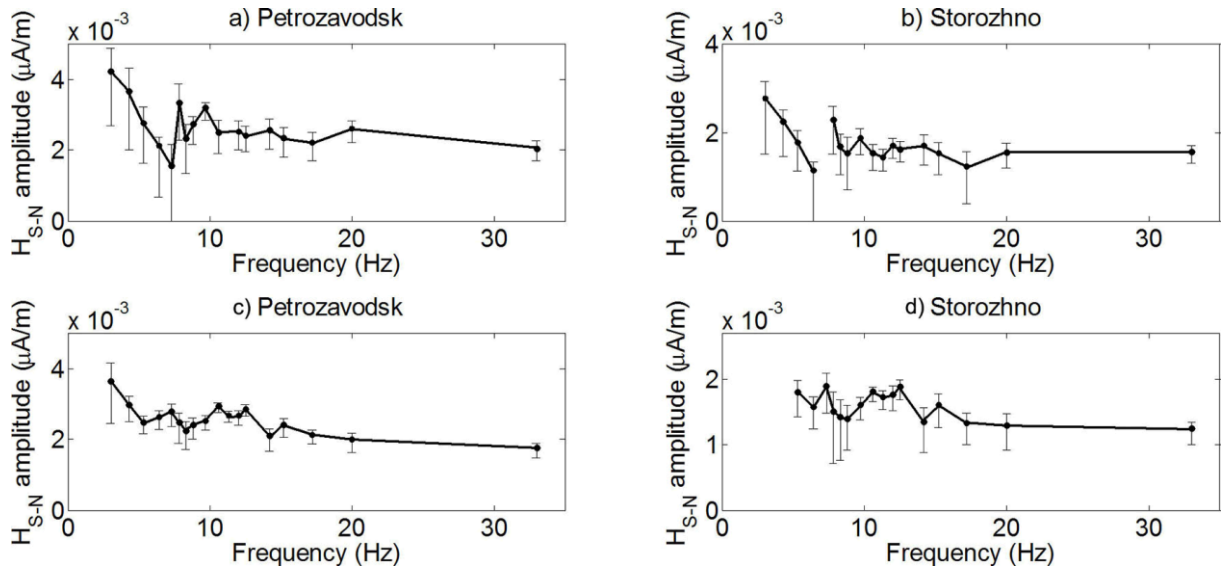 a) Petrozavodsk
x 10⁻³
H_S-N amplitude (μA/m)
4
2
0
0 10 20 30
Frequency (Hz)
b) Storozhno
x 10⁻³
H_S-N amplitude (μA/m)
4
2
0
0 10 20 30
Frequency (Hz)
c) Petrozavodsk
x 10⁻³
H_S-N amplitude (μA/m)
4
2
0
0 10 20 30
Frequency (Hz)
d) Storozhno
x 10⁻³
H_S-N amplitude (μA/m)
2
1
0
0 10 20 30
Frequency (Hz)